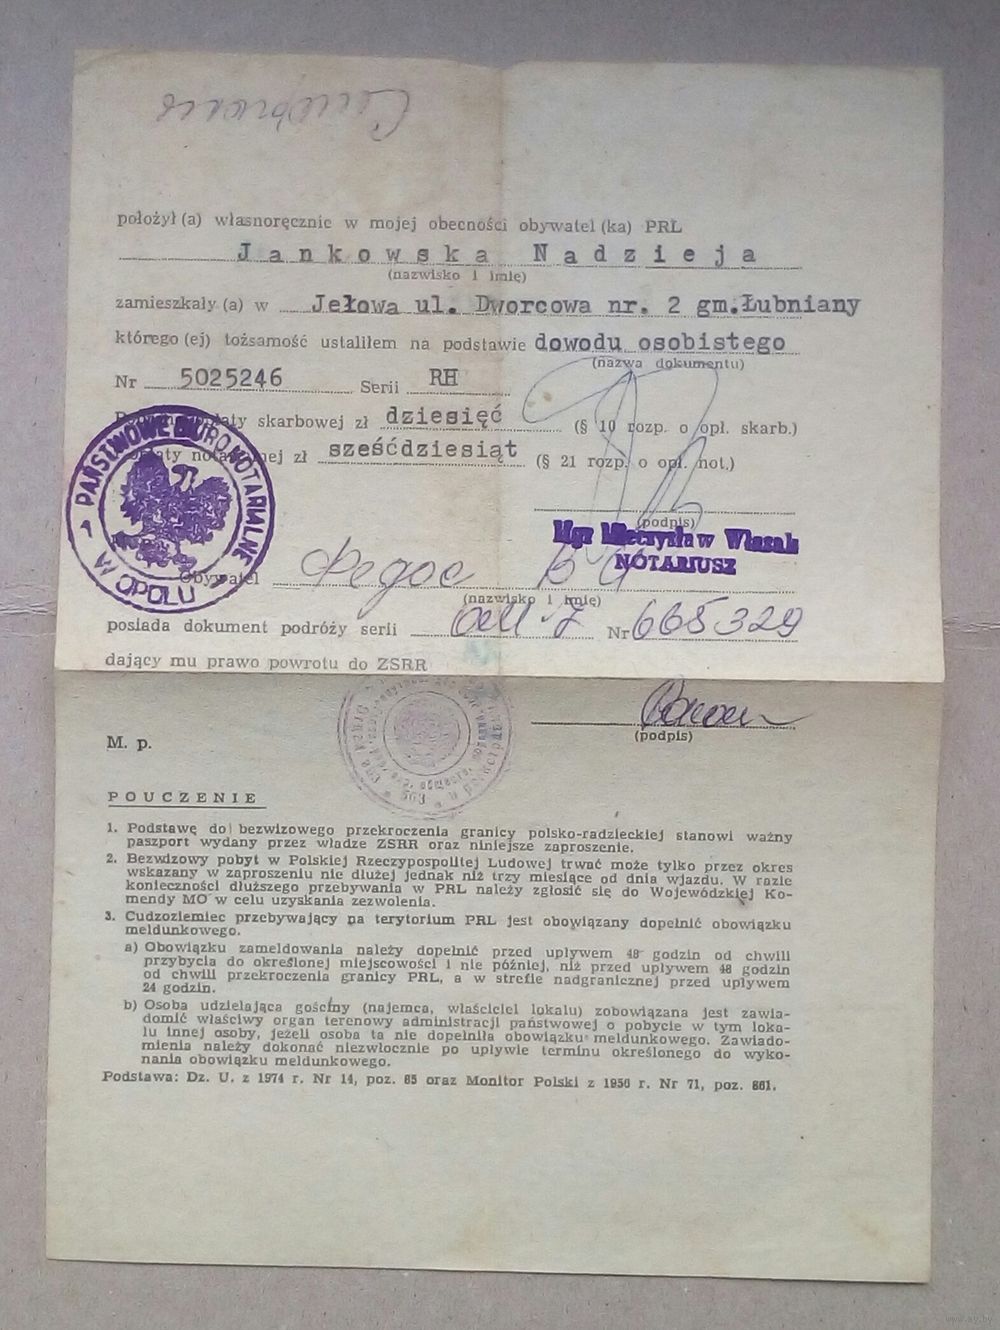 położył (a) własnoręcznie w mojej obecności obywatel (ka) PRL
Jankowska Nadzieja
(nazwisko i imię)
zamieszkały (a) w Jełowa ul. Dworcowa nr. 2 gm.Łubniany
którego (ej) tożsamość ustaliłem na podstawie dowodu osobistego
(nazwa dokumentu)
Nr 5025246 Serii RH
skarbowej zł dziesięć (§ 10 rozp. o opł. skarb.)
zł sześćdziesiąt (§ 21 rozp. o opł. not.)
PAŃSTWOWE BIURO NOTARIALNE
W OPOLU
(podpis)
Mgr Mieczysław
NOTARIUSZ
Obywatel Федос
(nazwisko i imię)
posiada dokument podróży serii Nr 665329
dający mu prawo powrotu do ZSRR
(podpis)
M. p.
563
POUCZENIE
1. Podstawę do bezwizowego przekroczenia granicy polsko-radzieckiej stanowi ważny
paszport wydany przez władze ZSRR oraz niniejsze zaproszenie.
2. Bezwizowy pobyt w Polskiej Rzeczypospolitej Ludowej trwać może tylko przez okres
wskazany w zaproszeniu nie dłużej jednak niż trzy miesiące od dnia wjazdu. W razie
konieczności dłuższego przebywania w PRL należy zgłosić się do Wojewódzkiej Ko-
mendy MO w celu uzyskania zezwolenia.
3. Cudzoziemiec przebywający na terytorium PRL jest obowiązany dopełnić obowiązku
meldunkowego.
a) Obowiązku zameldowania należy dopełnić przed upływem 48 godzin od chwili
przybycia do określonej miejscowości i nie później, niż przed upływem 48 godzin
od chwili przekroczenia granicy PRL, a w strefie nadgranicznej przed upływem
24 godzin.
b) Osoba udzielająca gościny (najemca, właściciel lokalu) zobowiązana jest zawia-
domić właściwy organ terenowy administracji państwowej o pobycie w tym loka-
lu innej osoby, jeżeli osoba ta nie dopełniła obowiązku meldunkowego. Zawiado-
mienia należy dokonać niezwłocznie po upływie terminu określonego do wyko-
nania obowiązku meldunkowego.
Podstawa: Dz. U. z 1974 r. Nr 14, poz. 85 oraz Monitor Polski z 1956 r. Nr 71, poz. 861.